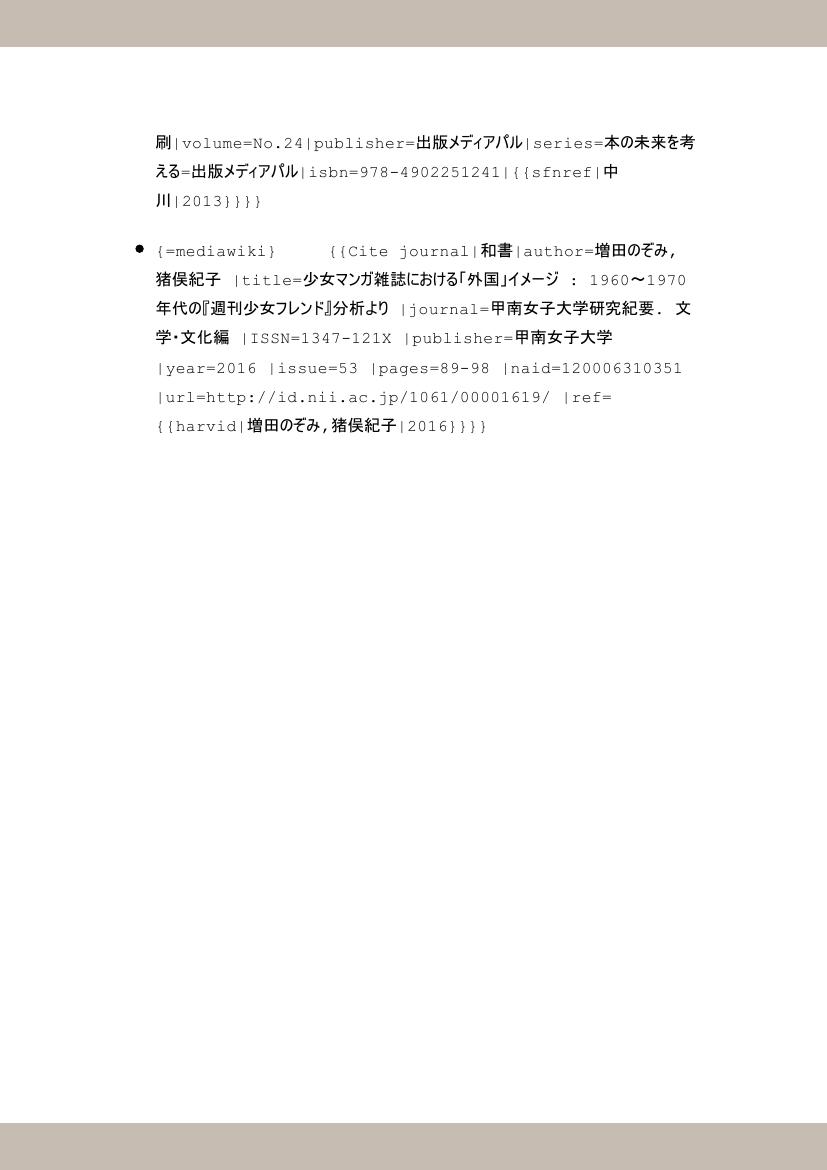 刷|volume=No.24|publisher=出版メディアパル|series=本の未来を考
える=出版メディアパル|isbn=978-4902251241|{{sfnref|中
川|2013}}}}
● {=mediawiki} {{Cite journal|和書|author=増田のぞみ,
猪俣紀子 |title=少女マンガ雑誌における「外国」イメージ : 1960〜1970
年代の『週刊少女フレンド』分析より |journal=甲南女子大学研究紀要. 文
学・文化編 |ISSN=1347-121X |publisher=甲南女子大学
|year=2016 |issue=53 |pages=89-98 |naid=120006310351
|url=http://id.nii.ac.jp/1061/00001619/ |ref=
{{harvid|増田のぞみ,猪俣紀子|2016}}}}